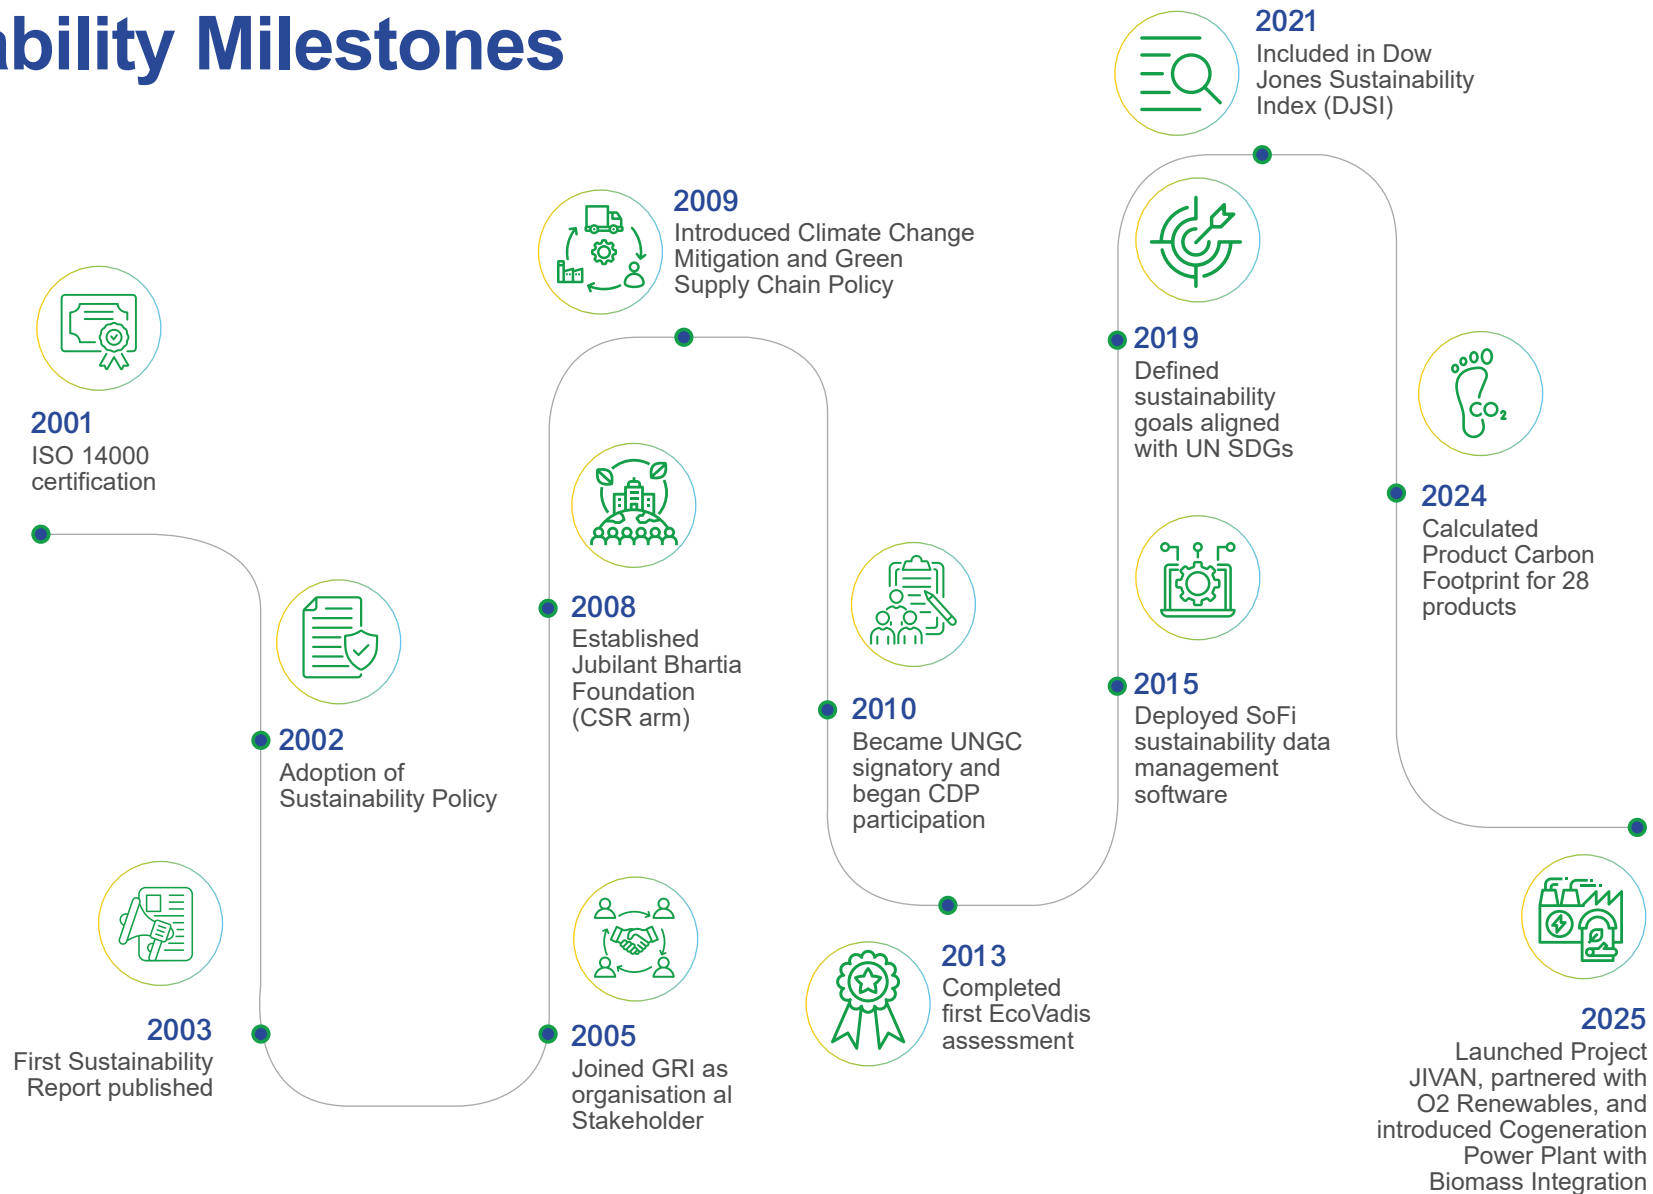 ability Milestones
2001
ISO 14000
certification
2002
Adoption of
Sustainability Policy
2003
First Sustainability
Report published
2005
Joined GRI as
organisation al
Stakeholder
2008
Established
Jubilant Bhartia
Foundation
(CSR arm)
2009
Introduced Climate Change
Mitigation and Green
Supply Chain Policy
2010
Became UNGC
signatory and
began CDP
participation
2013
Completed
first EcoVadis
assessment
2015
Deployed SoFi
sustainability data
management
software
2019
Defined
sustainability
goals aligned
with UN SDGs
2021
Included in Dow
Jones Sustainability
Index (DJSI)
CO2
2024
Calculated
Product Carbon
Footprint for 28
products
2025
Launched Project
JIVAN, partnered with
O2 Renewables, and
introduced Cogeneration
Power Plant with
Biomass Integration